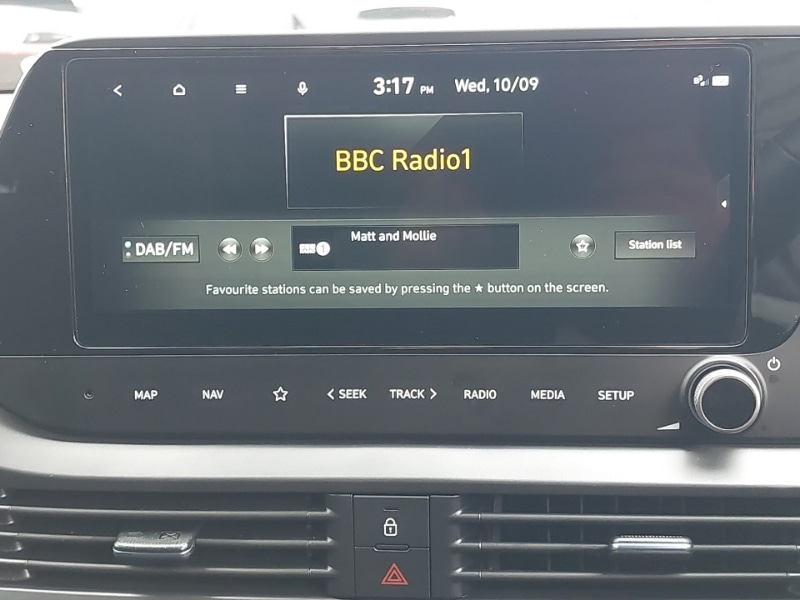 3:17 PM Wed, 10/09
BBC Radio1
DAB/FM
1
Matt and Mollie
Station list
Favourite stations can be saved by pressing the ★ button on the screen.
MAP NAV < SEEK TRACK > RADIO MEDIA SETUP